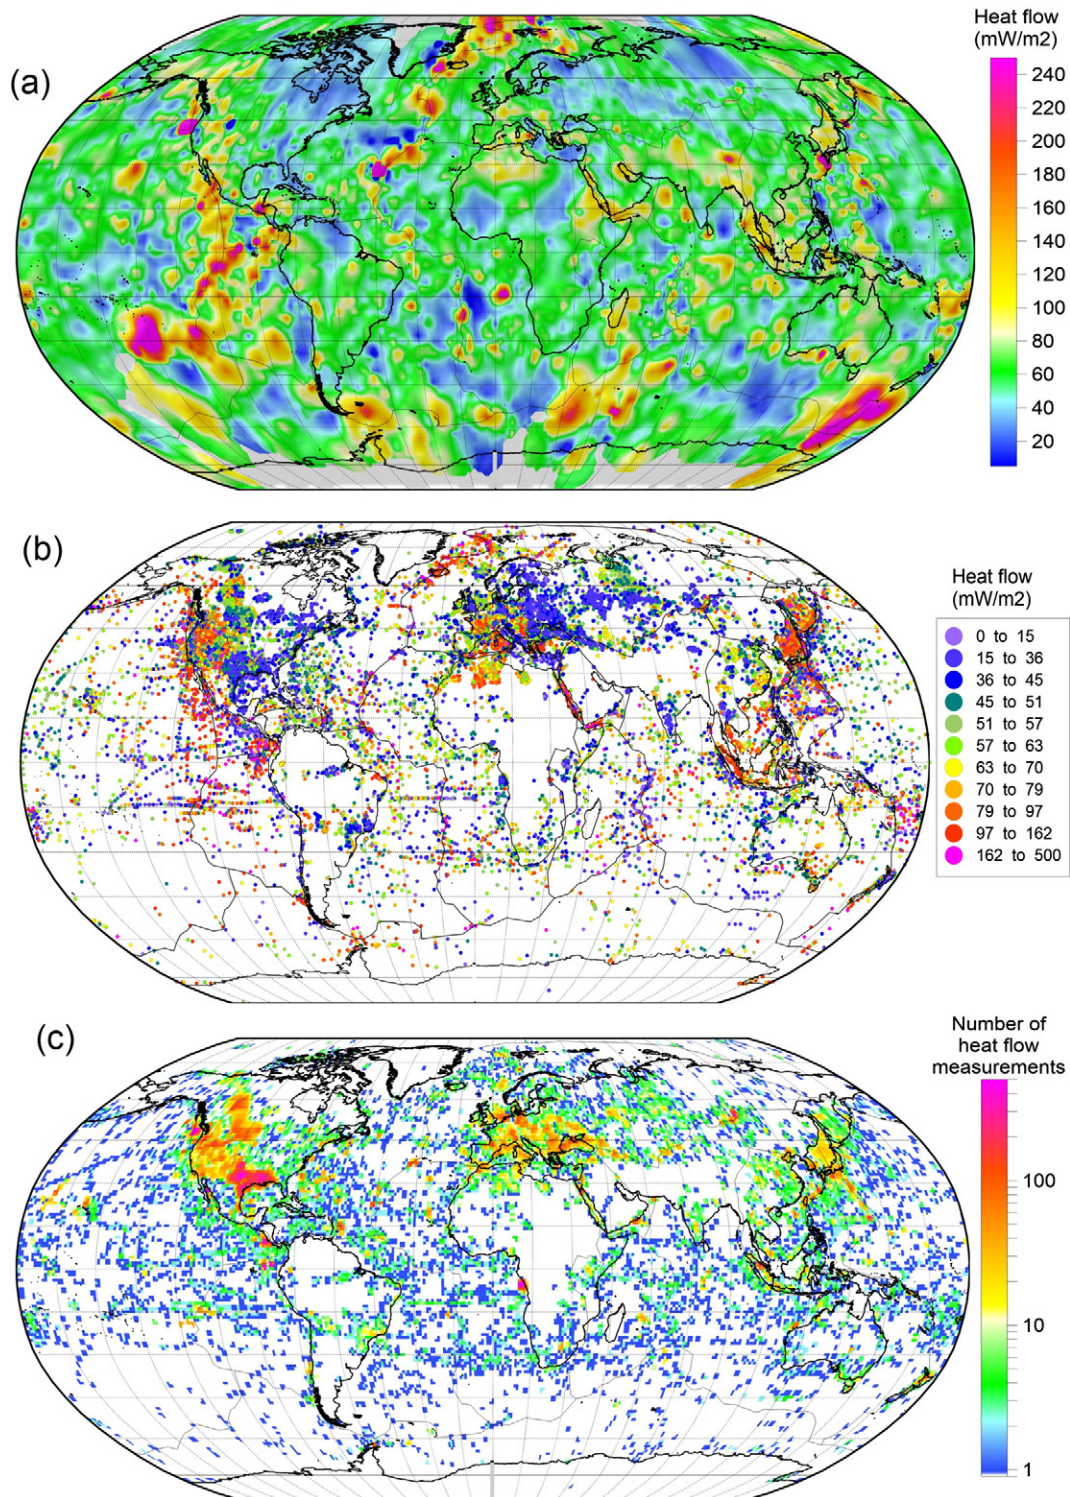 (a)
Heat flow
(mW/m2)
240
220
200
180
160
140
120
100
80
60
40
20
(b)
Heat flow
(mW/m2)
0 to 15
15 to 36
36 to 45
45 to 51
51 to 57
57 to 63
63 to 70
70 to 79
79 to 97
97 to 162
162 to 500
(c)
Number of
heat flow
measurements
100
10
1